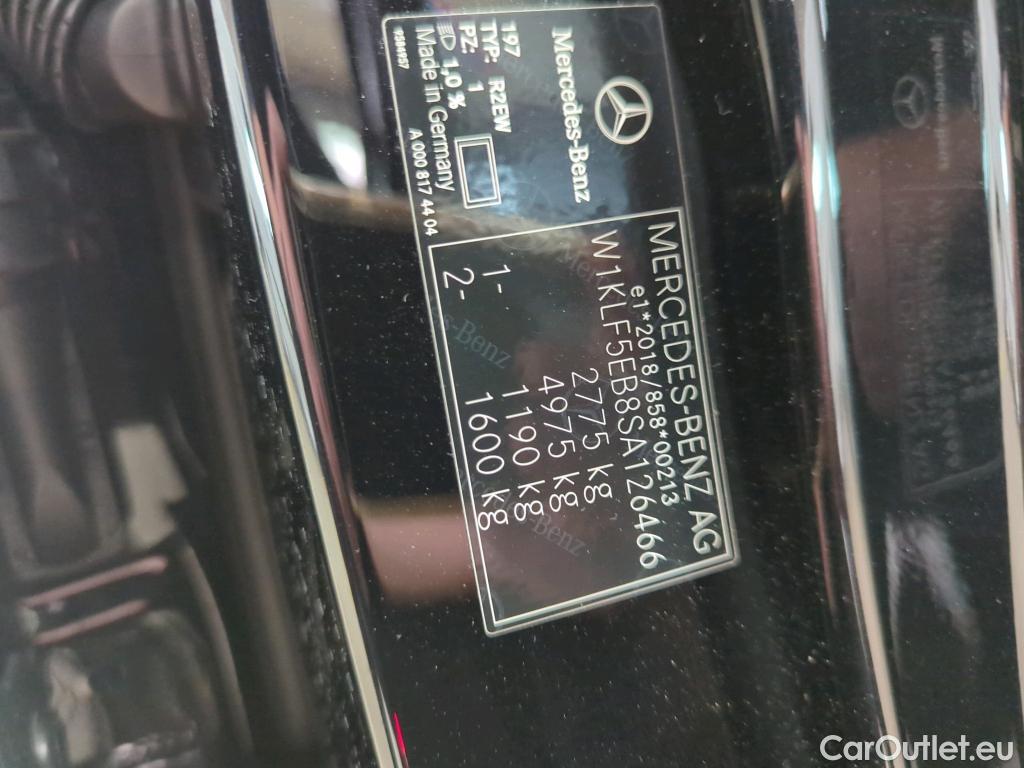 Mercedes-Benz
197
TYP: R2EW
PZ: 1
1,0 %
Made in Germany
19384957
A 000 817 44 04
MERCEDES-BENZ AG
e1*2018/858*00213
W1KLF5EB8SA126466
2775 kg
4975 kg
1- 1190 kg
2- 1600 kg
CarOutlet.eu